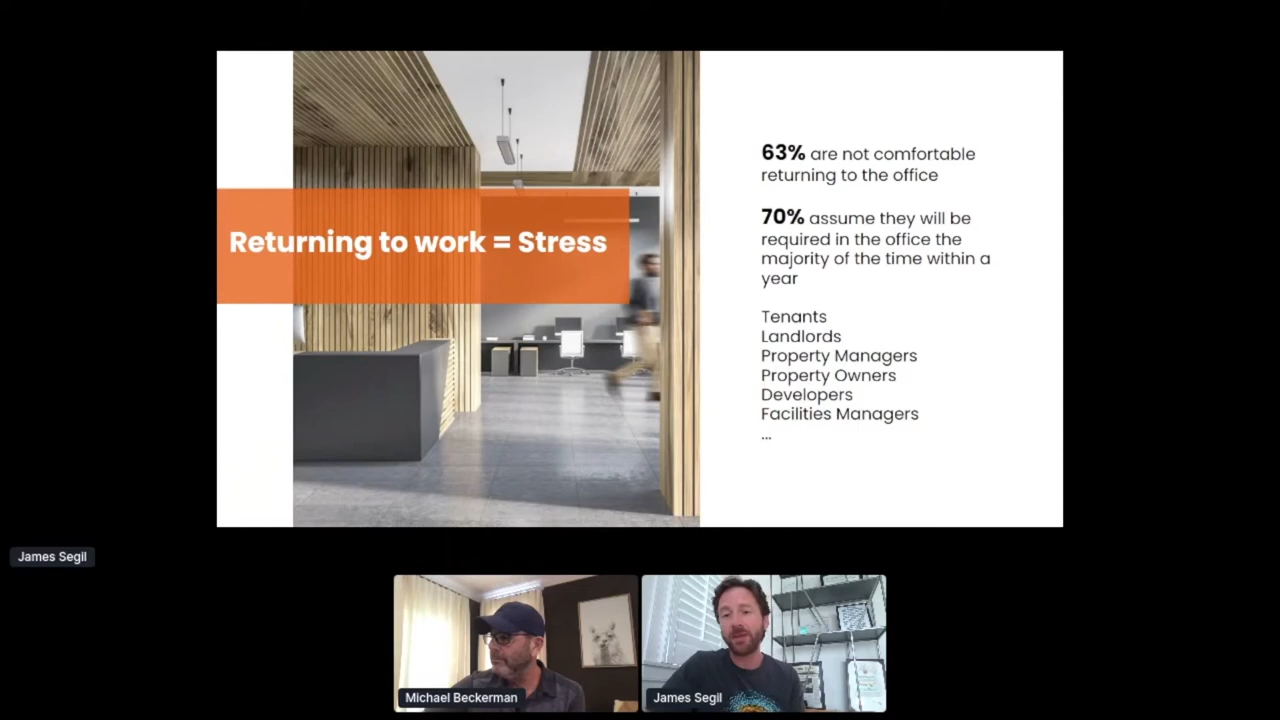 Returning to work = Stress
63% are not comfortable
returning to the office
70% assume they will be
required in the office the
majority of the time within a
year
Tenants
Landlords
Property Managers
Property Owners
Developers
Facilities Managers
...
James Segil
Michael Beckerman
James Segil